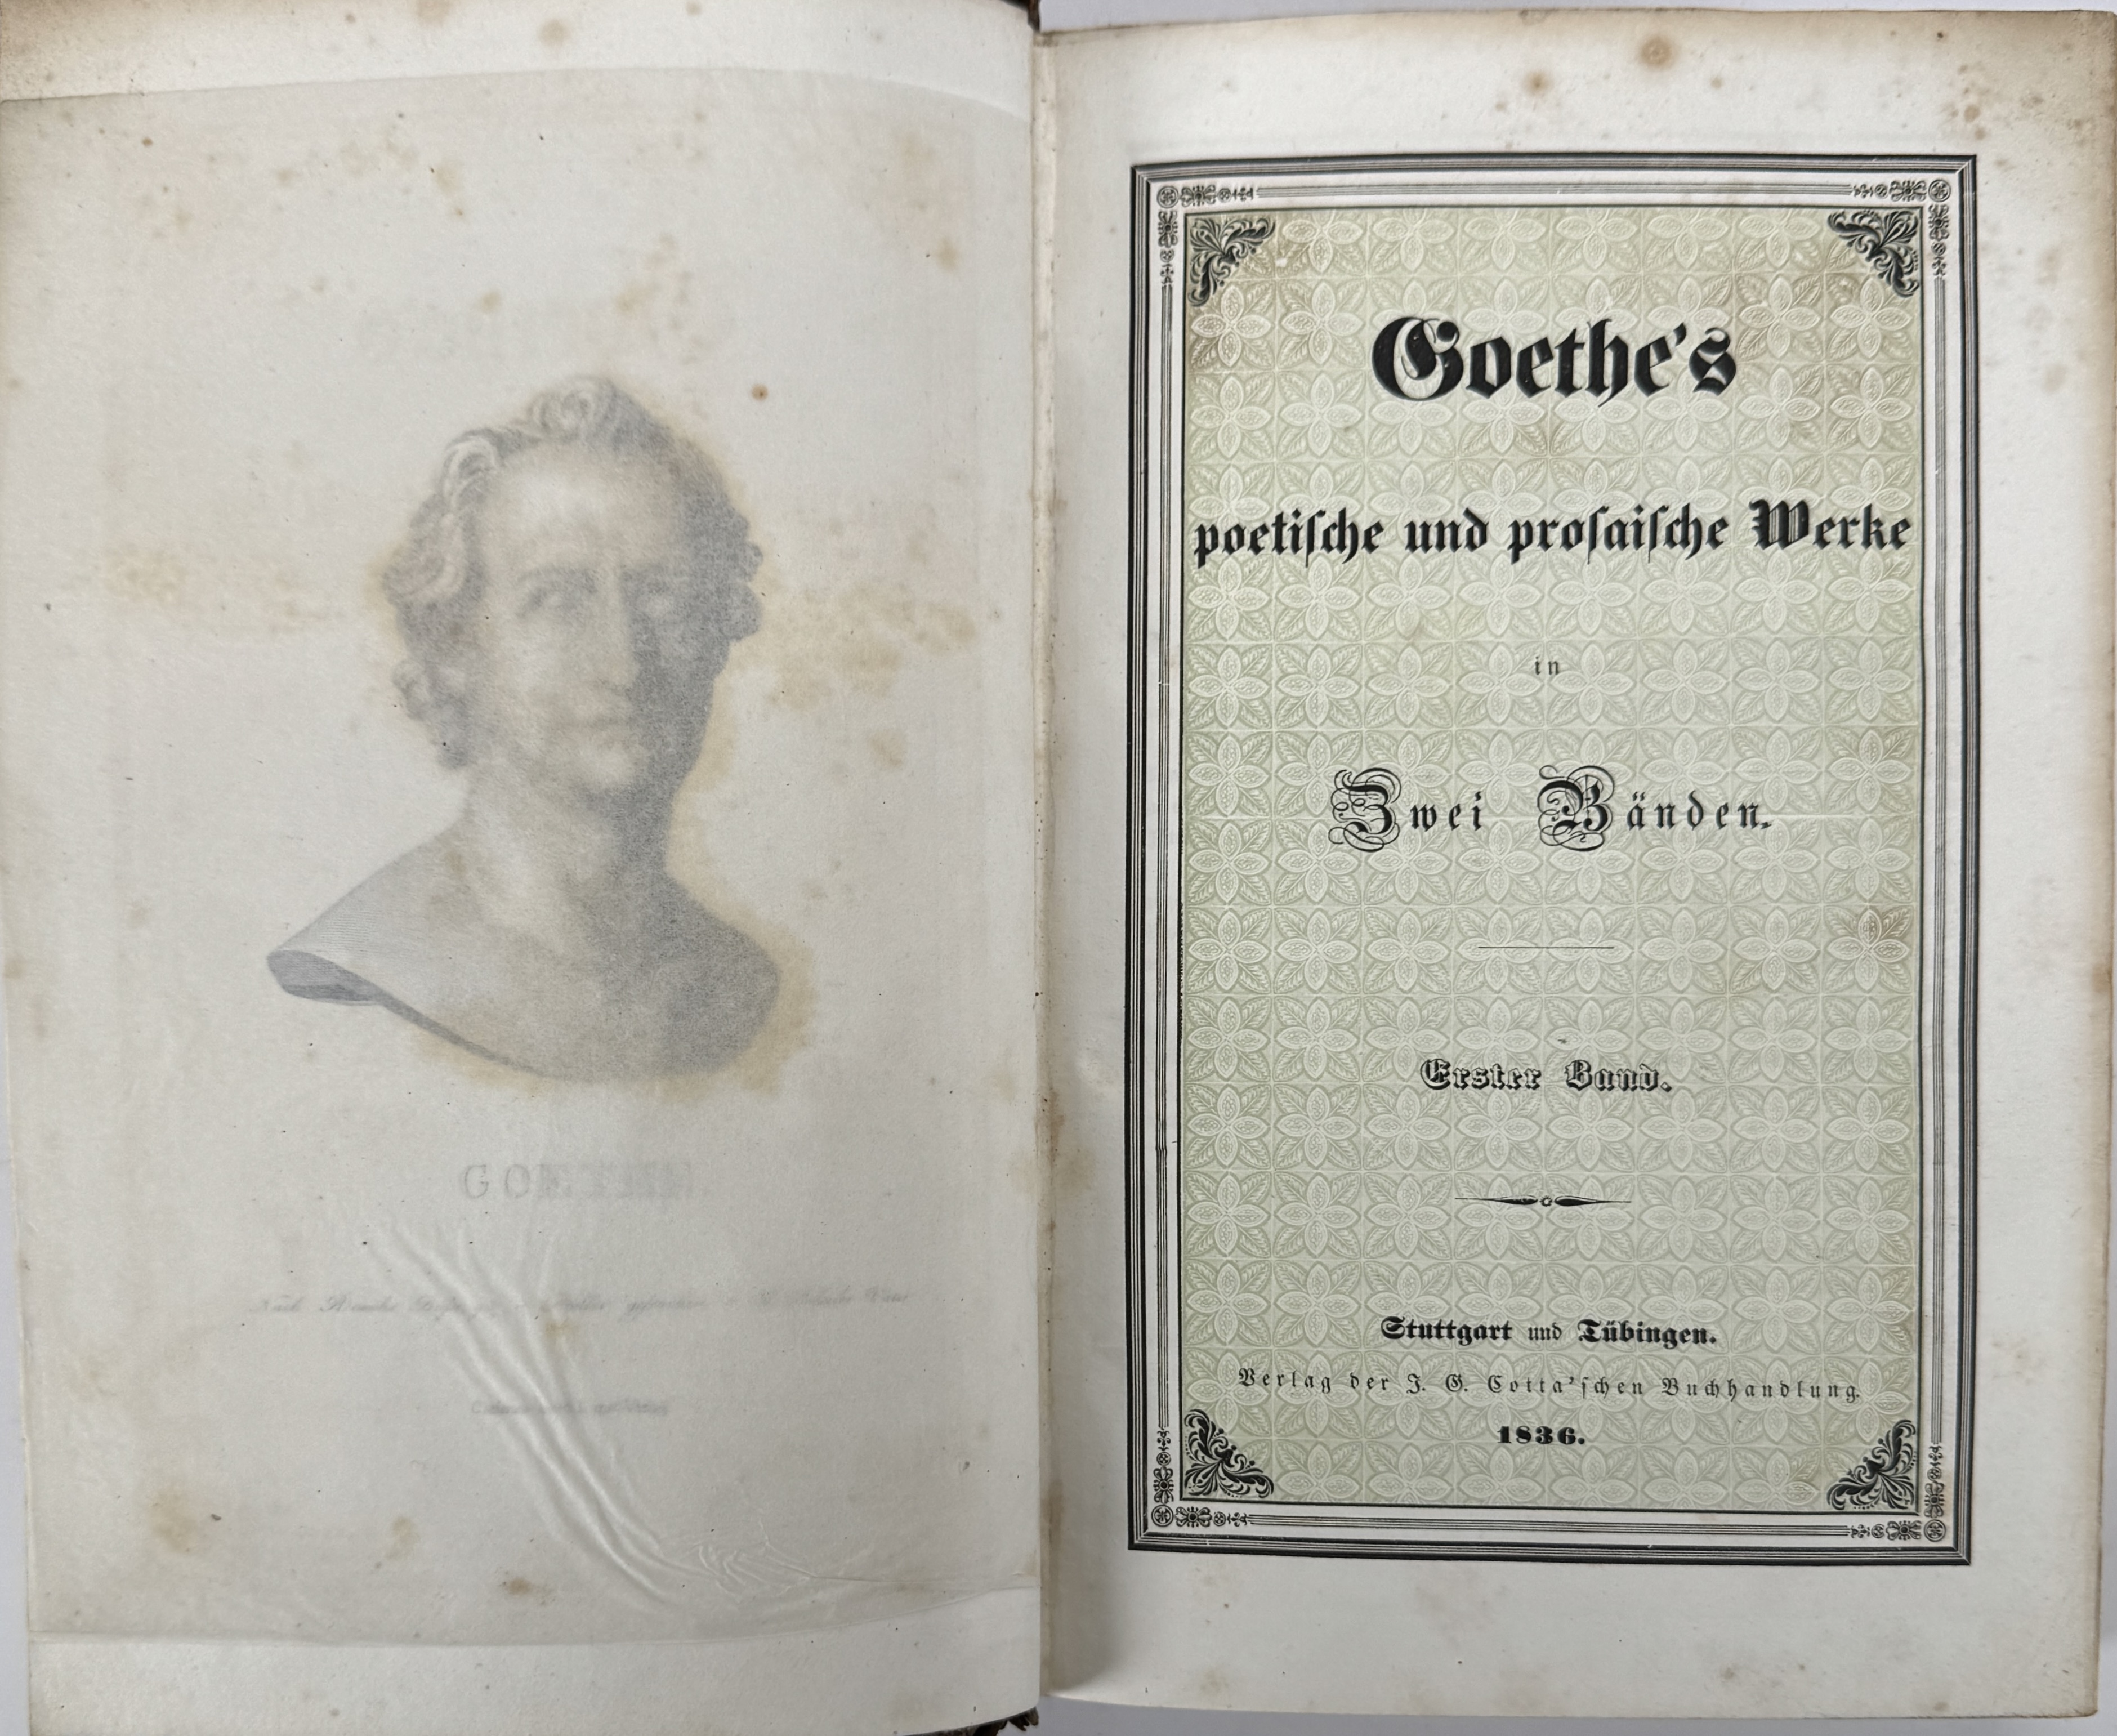 GOETHE.
Goethe's
poetiſche und proſaiſche Werke
in
Zwei Bänden.
Erster Band.
Stuttgart und Tübingen.
Verlag der J. G. Cotta'ſchen Buchhandlung.
1836.